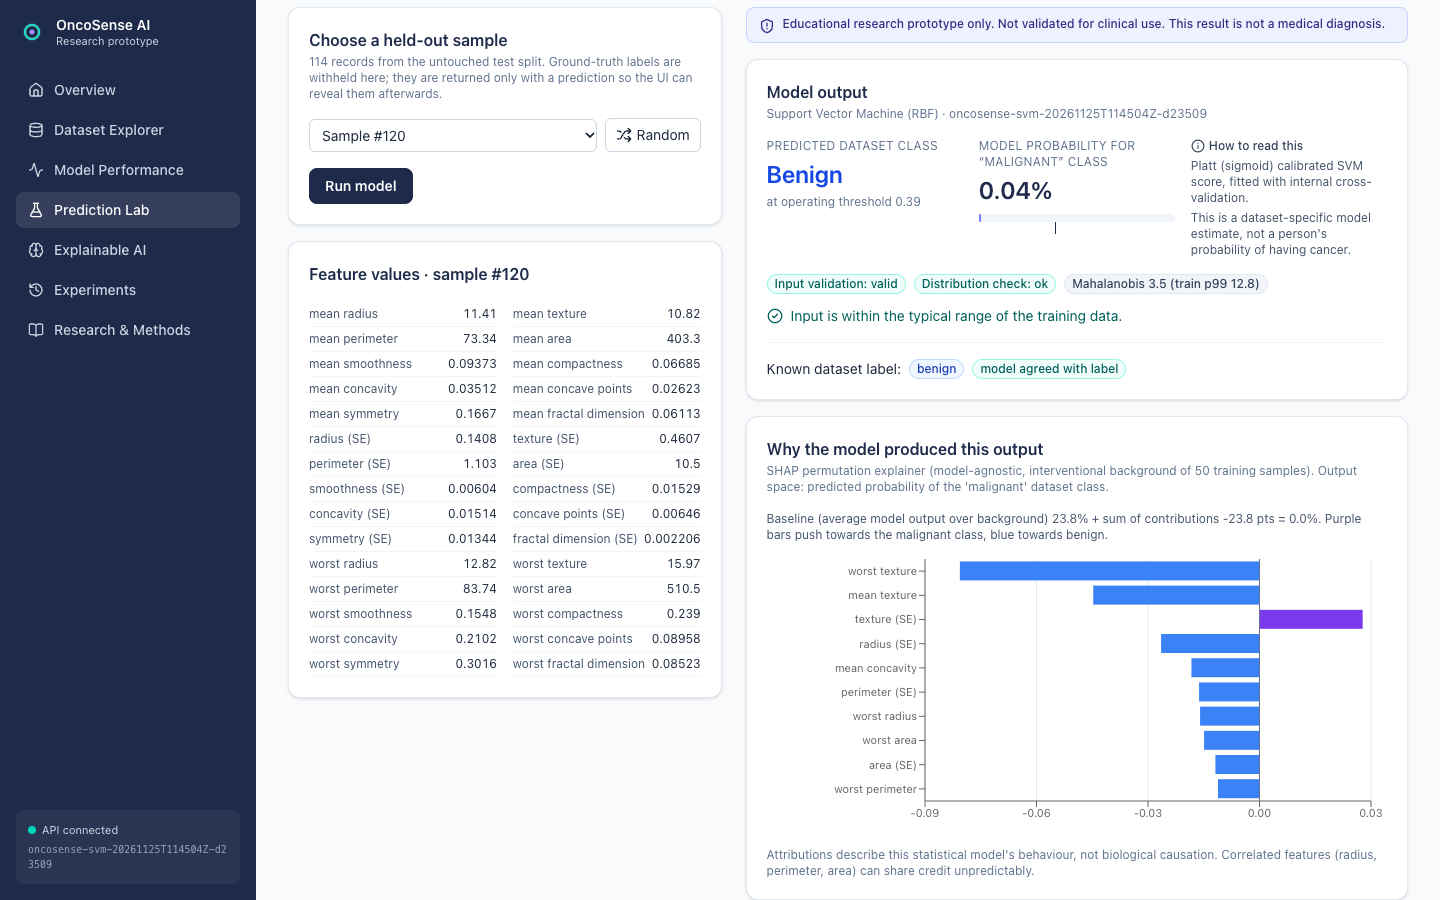 OncoSense AI
Research prototype
Overview
Dataset Explorer
Model Performance
Prediction Lab
Explainable AI
Experiments
Research & Methods
API connected
oncosense-svm-20261125T114504Z-d2
3509
Choose a held-out sample
114 records from the untouched test split. Ground-truth labels are
withheld here; they are returned only with a prediction so the UI can
reveal them afterwards.
Sample #120
Random
Run model
Feature values · sample #120
mean radius 11.41 mean texture 10.82
mean perimeter 73.34 mean area 403.3
mean smoothness 0.09373 mean compactness 0.06685
mean concavity 0.03512 mean concave points 0.02623
mean symmetry 0.1667 mean fractal dimension 0.06113
radius (SE) 0.1408 texture (SE) 0.4607
perimeter (SE) 1.103 area (SE) 10.5
smoothness (SE) 0.00604 compactness (SE) 0.01529
concavity (SE) 0.01514 concave points (SE) 0.00646
symmetry (SE) 0.01344 fractal dimension (SE) 0.002206
worst radius 12.82 worst texture 15.97
worst perimeter 83.74 worst area 510.5
worst smoothness 0.1548 worst compactness 0.239
worst concavity 0.2102 worst concave points 0.08958
worst symmetry 0.3016 worst fractal dimension 0.08523
Educational research prototype only. Not validated for clinical use. This result is not a medical diagnosis.
Model output
Support Vector Machine (RBF) · oncosense-svm-20261125T114504Z-d23509
PREDICTED DATASET CLASS
Benign
at operating threshold 0.39
MODEL PROBABILITY FOR
“MALIGNANT” CLASS
0.04%
How to read this
Platt (sigmoid) calibrated SVM
score, fitted with internal cross-
validation.
This is a dataset-specific model
estimate, not a person's
probability of having cancer.
Input validation: valid
Distribution check: ok
Mahalanobis 3.5 (train p99 12.8)
Input is within the typical range of the training data.
Known dataset label: benign model agreed with label
Why the model produced this output
SHAP permutation explainer (model-agnostic, interventional background of 50 training samples). Output
space: predicted probability of the 'malignant' dataset class.
Baseline (average model output over background) 23.8% + sum of contributions -23.8 pts = 0.0%. Purple
bars push towards the malignant class, blue towards benign.
worst texture
mean texture
texture (SE)
radius (SE)
mean concavity
perimeter (SE)
worst radius
worst area
area (SE)
worst perimeter
-0.09 -0.06 -0.03 0.00 0.03
Attributions describe this statistical model's behaviour, not biological causation. Correlated features (radius,
perimeter, area) can share credit unpredictably.